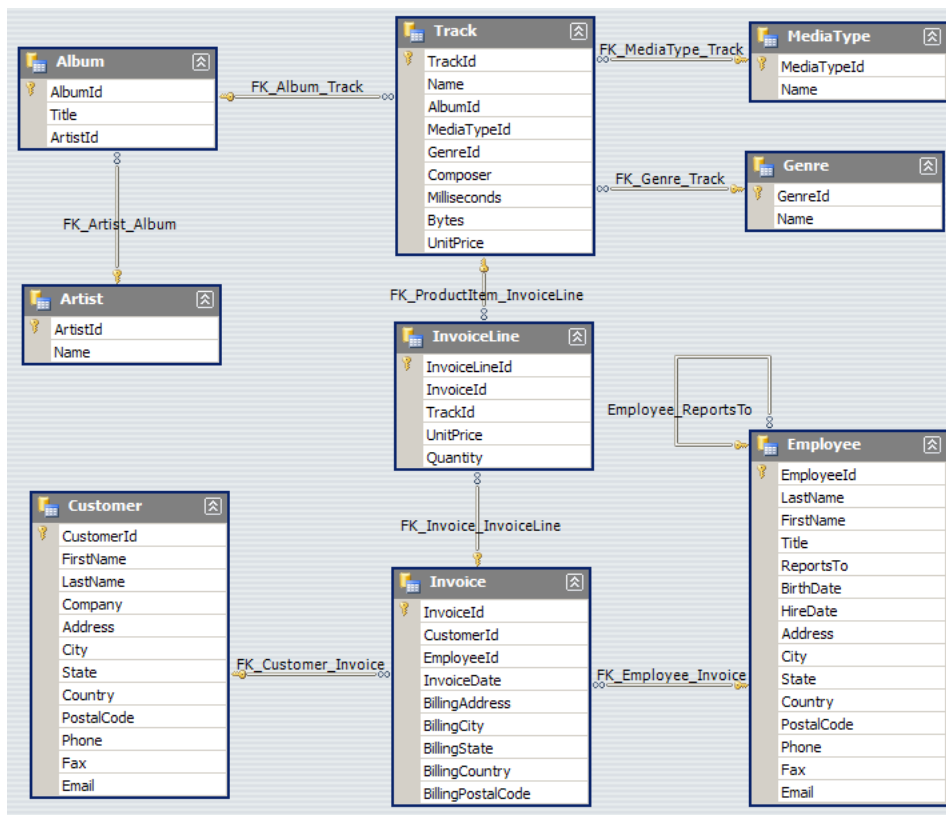 Album
AlbumId
Title
ArtistId
FK_Album_Track
Track
TrackId
Name
AlbumId
MediaTypeId
GenreId
Composer
Milliseconds
Bytes
UnitPrice
FK_MediaType_Track
MediaType
MediaTypeId
Name
FK_Genre_Track
Genre
GenreId
Name
FK_Artist_Album
Artist
ArtistId
Name
FK_ProductItem_InvoiceLine
InvoiceLine
InvoiceLineId
InvoiceId
TrackId
UnitPrice
Quantity
Employee_ReportsTo
Employee
EmployeeId
LastName
FirstName
Title
ReportsTo
BirthDate
HireDate
Address
City
State
Country
PostalCode
Phone
Fax
Email
Customer
CustomerId
FirstName
LastName
Company
Address
City
State
Country
PostalCode
Phone
Fax
Email
FK_Invoice_InvoiceLine
FK_Customer_Invoice
Invoice
InvoiceId
CustomerId
EmployeeId
InvoiceDate
BillingAddress
BillingCity
BillingState
BillingCountry
BillingPostalCode
FK_Employee_Invoice